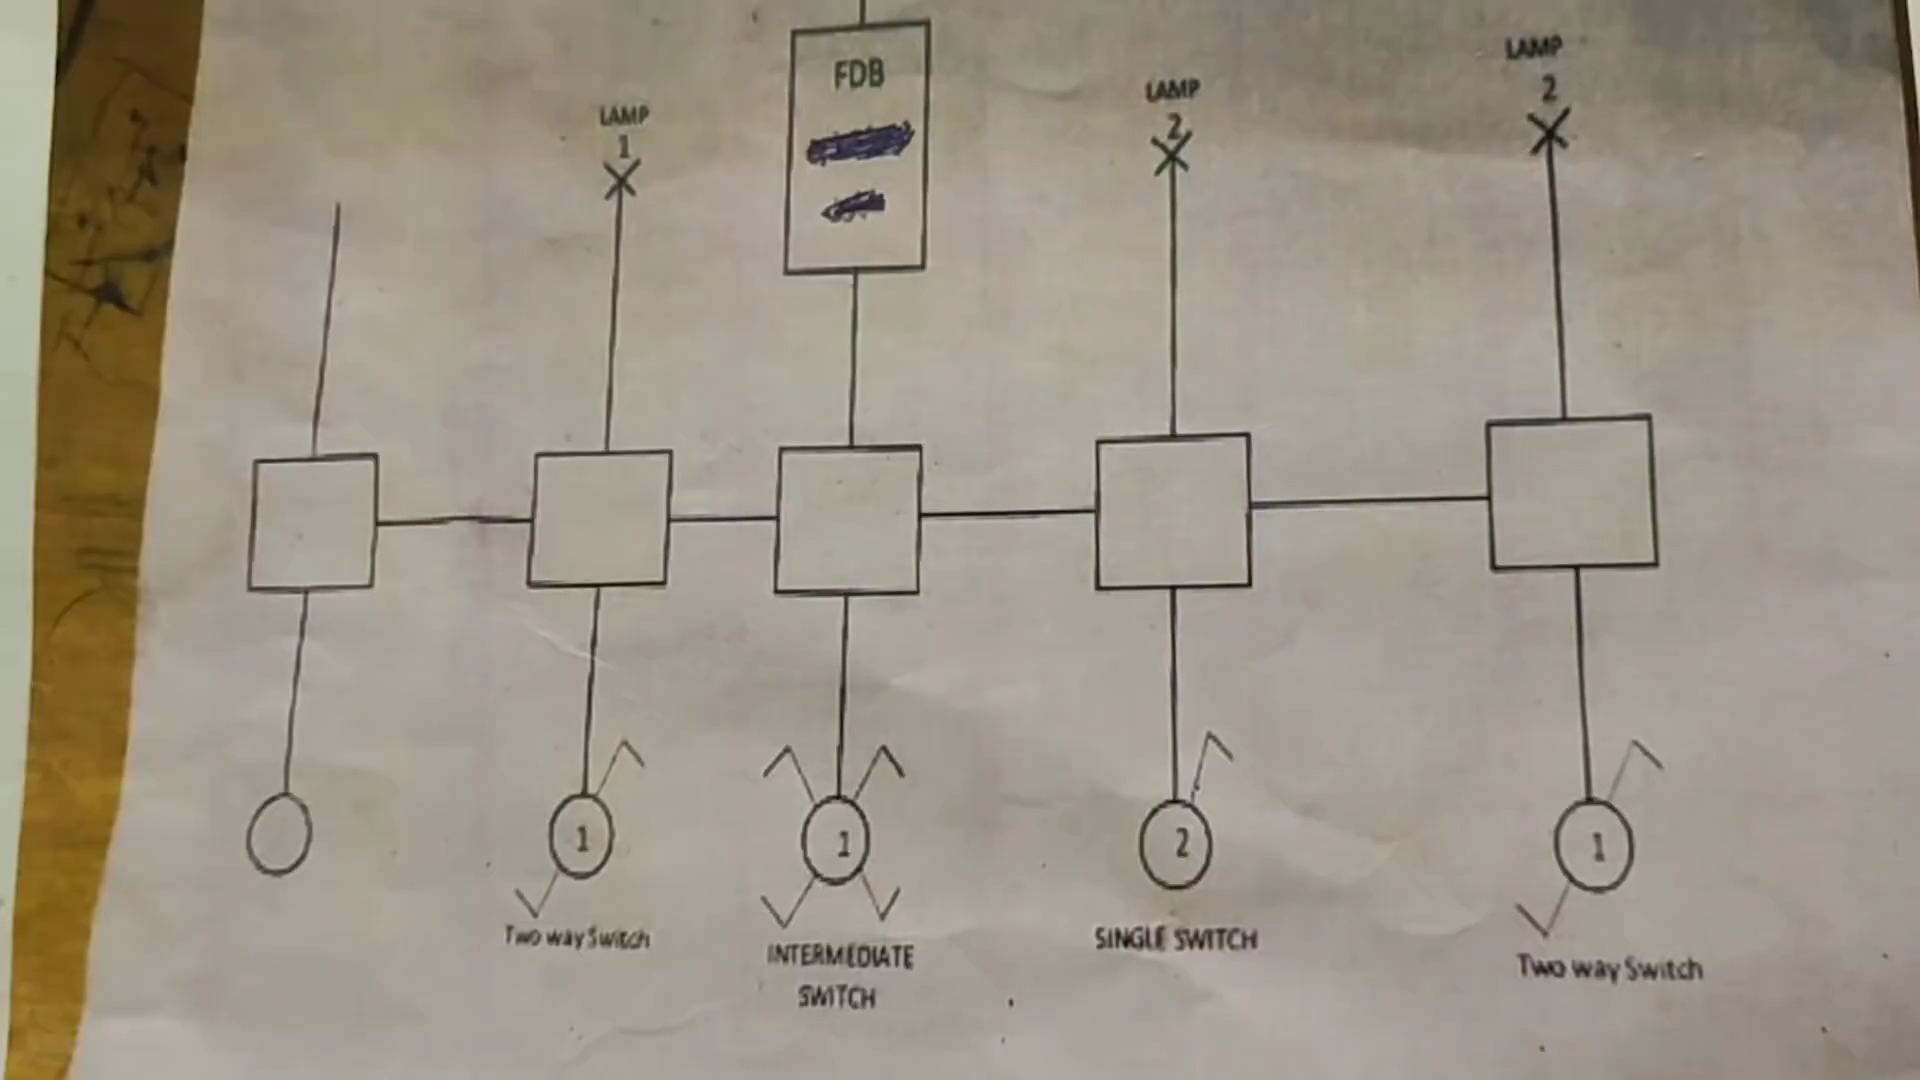 LAMP
1
FDB
LAMP
2
LAMP
2
1
1
2
1
Two way Switch
INTERMEDIATE
SWITCH
SINGLE SWITCH
Two way Switch